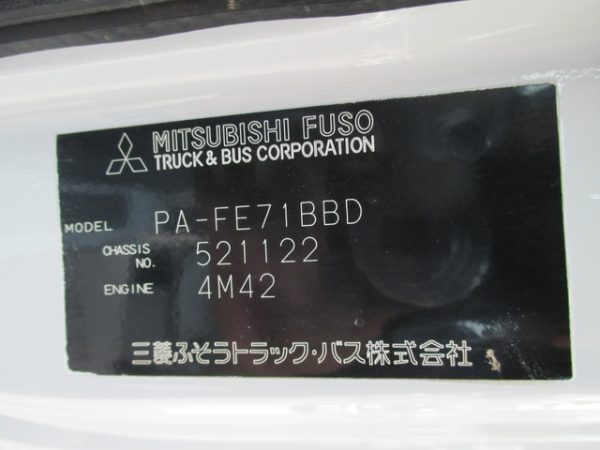 MITSUBISHI FUSO
TRUCK & BUS CORPORATION
MODEL PA-FE71BBD
CHASSIS NO. 521122
ENGINE 4M42
三菱ふそうトラック・バス株式会社